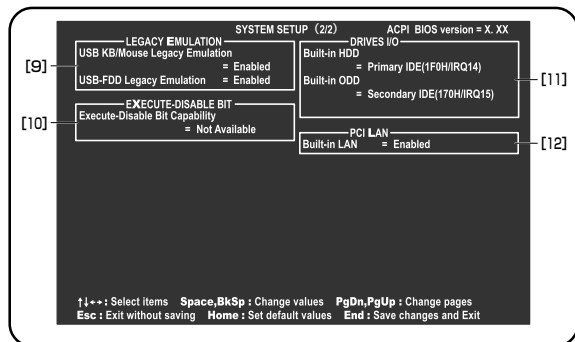 SYSTEM SETUP (2/2) ACPI BIOS version = X. XX
LEGACY EMULATION
USB KB/Mouse Legacy Emulation
= Enabled
USB-FDD Legacy Emulation = Enabled
[9]
EXECUTE-DISABLE BIT
Execute-Disable Bit Capability
= Not Available
[10]
DRIVES I/O
Built-in HDD
= Primary IDE(1F0H/IRQ14)
Built-in ODD
= Secondary IDE(170H/IRQ15)
[11]
PCI LAN
Built-in LAN = Enabled
[12]
↑↓←→ : Select items Space,BkSp : Change values PgDn,PgUp : Change pages
Esc : Exit without saving Home : Set default values End : Save changes and Exit